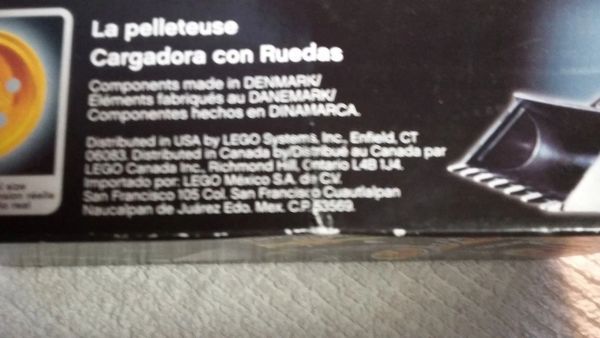 La pelleteuse
Cargadora con Ruedas
Components made in DENMARK/
Eléments fabriqués au DANEMARK/
Componentes hechos en DINAMARCA.
Distributed in USA by LEGO Systems, Inc., Enfield, CT
06083. Distributed in Canada by/Distribué au Canada par
LEGO Canada Inc., Richmond Hill, Ontario L4B 1J4.
Importado por: LEGO Mexico S.A. de C.V.
San Francisco 105 Col. San Francisco Cuautlalpan
Naucalpan de Juárez Edo. Mex. C.P. 53569.
size